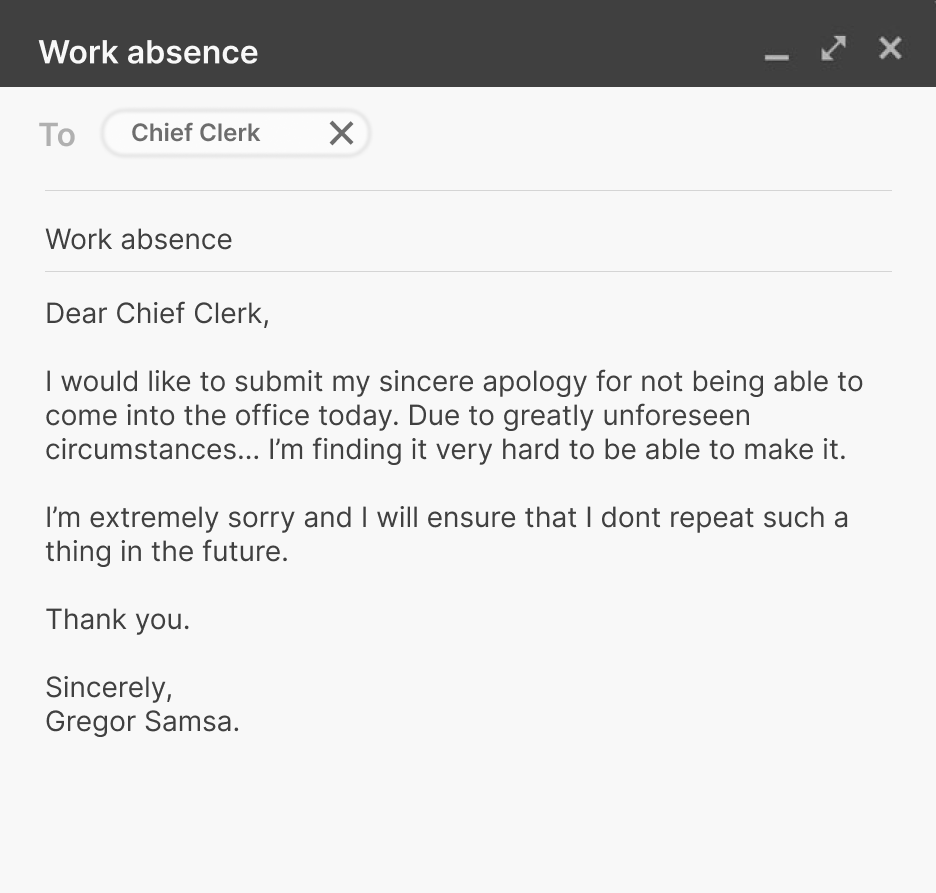 Work absence
To Chief Clerk
Work absence
Dear Chief Clerk,
I would like to submit my sincere apology for not being able to
come into the office today. Due to greatly unforeseen
circumstances... I’m finding it very hard to be able to make it.
I’m extremely sorry and I will ensure that I dont repeat such a
thing in the future.
Thank you.
Sincerely,
Gregor Samsa.